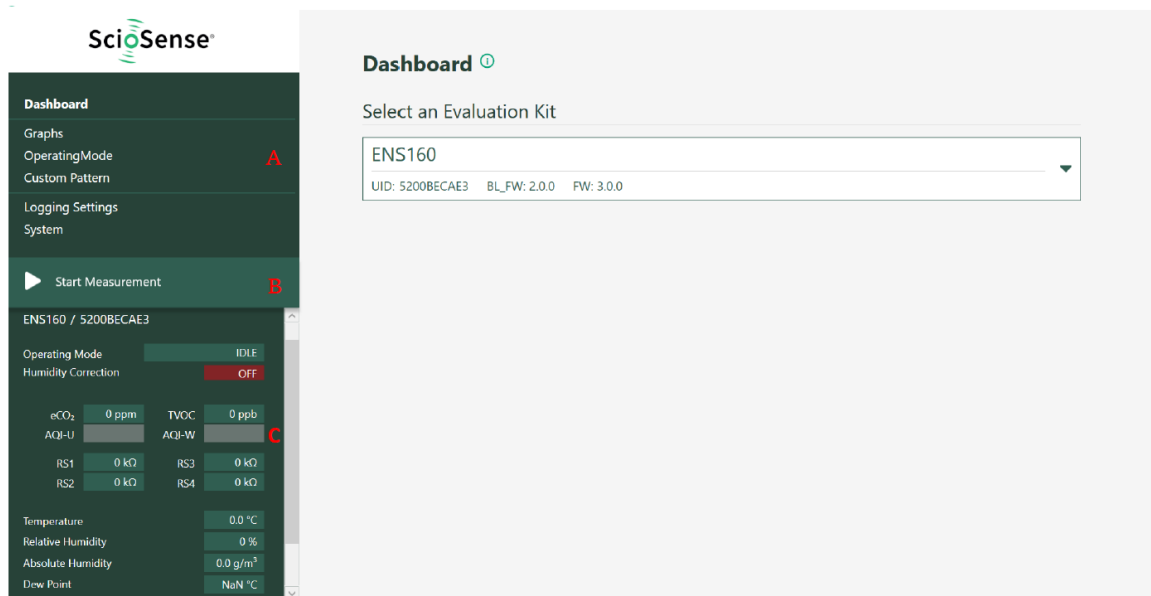 ScioSense®
Dashboard
Graphs
OperatingMode
Custom Pattern
A
Logging Settings
System
Start Measurement
B
ENS160 / 5200BECAE3
Operating Mode IDLE
Humidity Correction OFF
eCO₂ 0 ppm TVOC 0 ppb
AQI-U AQI-W
C
RS1 0 kΩ RS3 0 kΩ
RS2 0 kΩ RS4 0 kΩ
Temperature 0.0 °C
Relative Humidity 0 %
Absolute Humidity 0.0 g/m³
Dew Point NaN °C
Dashboard
Select an Evaluation Kit
ENS160
UID: 5200BECAE3 BL_FW: 2.0.0 FW: 3.0.0